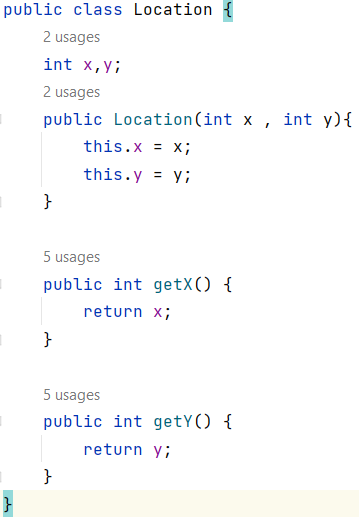 public class Location {
2 usages
int x,y;
2 usages
public Location(int x , int y){
this.x = x;
this.y = y;
}
5 usages
public int getX() {
return x;
}
5 usages
public int getY() {
return y;
}
}